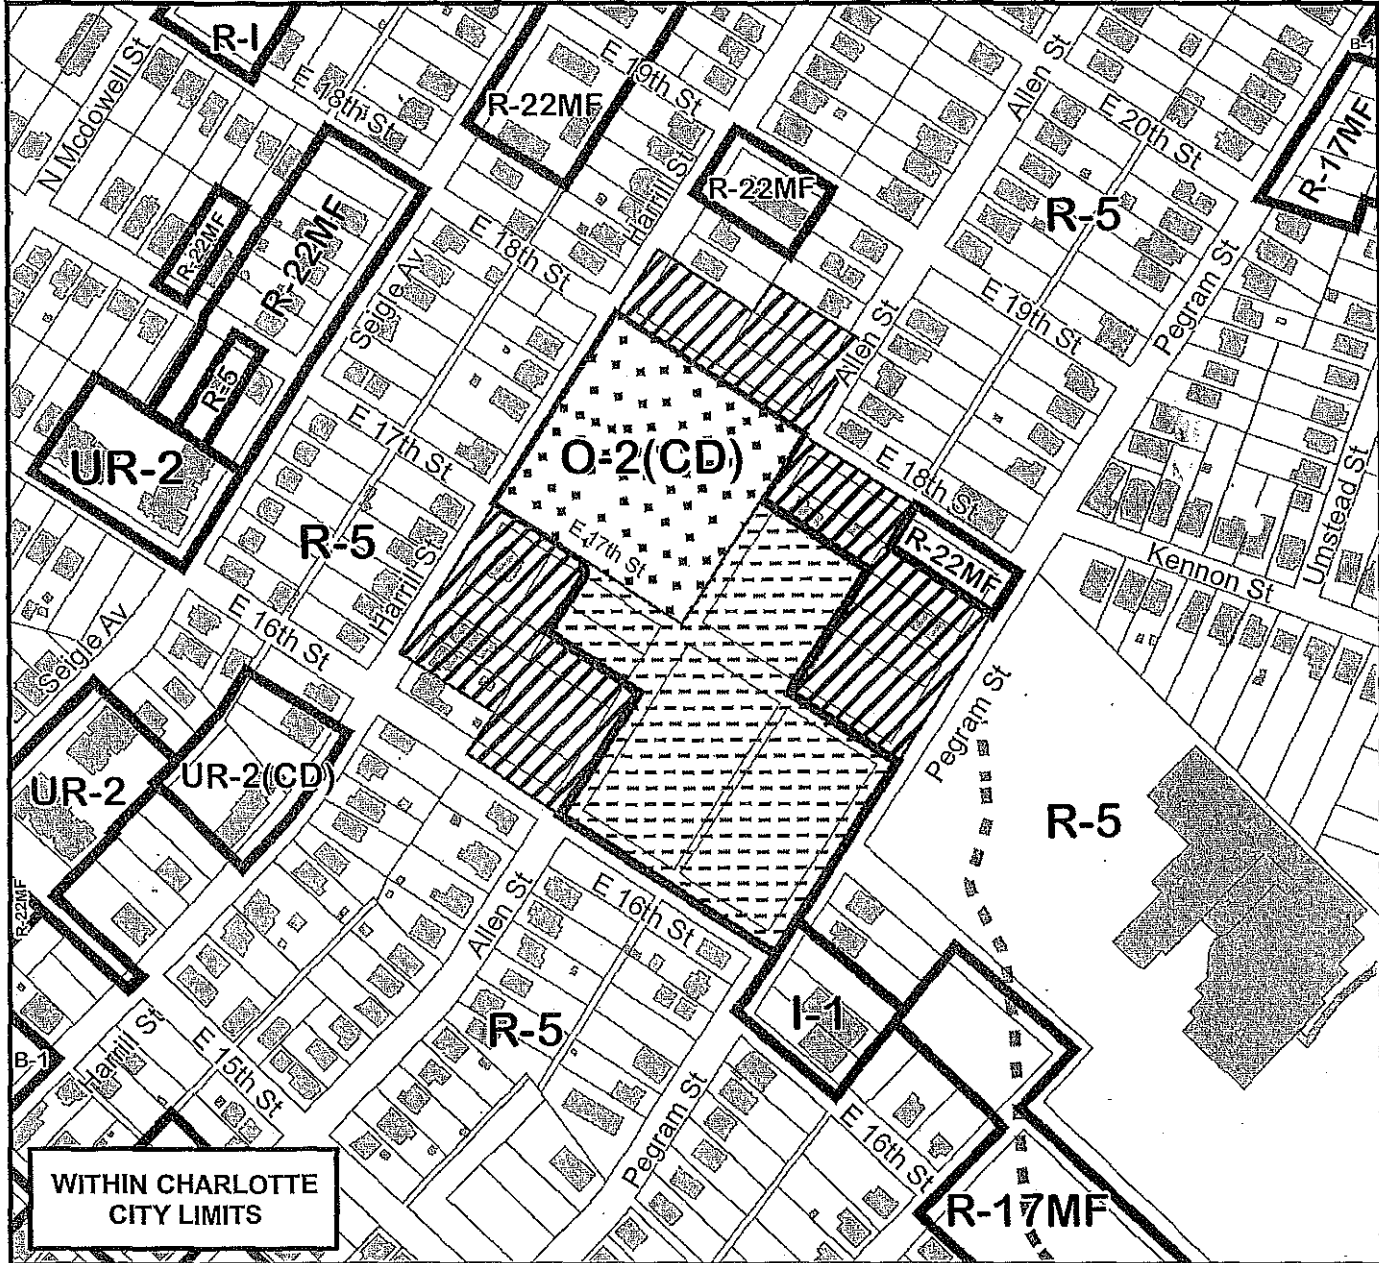 R-I
B-1
E 18th St
N Mcdowell St
R-22MF
E 19th St
Allen St
E 20th St
R-17MF
Harrill St
R-22MF
R-5
R-22MF
R-22MF
E 18th St
Seigle Av
Pegram St
E 19th St
Allen St
R-5
UR-2
E 17th St
O-2(CD)
E 18th St
Umstead St
R-5
Harrill St
E 17th St
R-22MF
Kennon St
E 16th St
Seigle Av
Pegram St
UR-2
UR-2(CD)
R-5
R-22MF
Allen St
E 16th St
R-5
I-1
B-1
Harrill St
E 15th St
Pegram St
E 16th St
R-17MF
WITHIN CHARLOTTE
CITY LIMITS